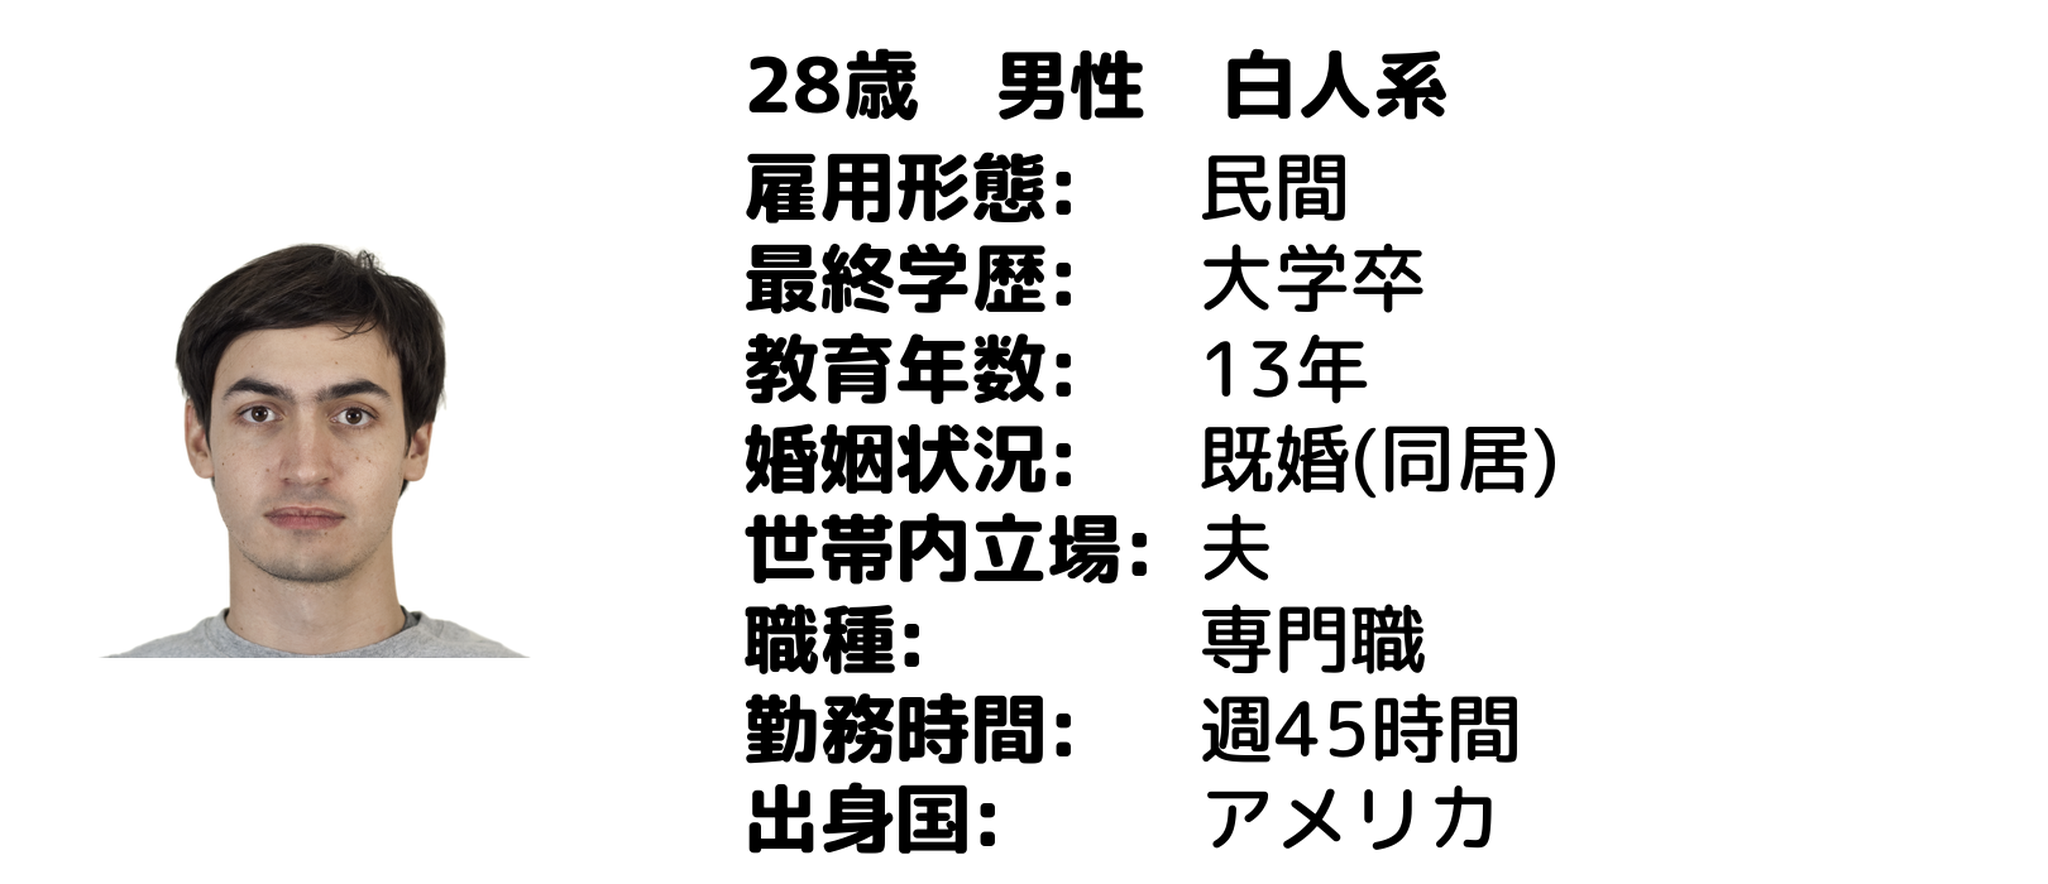 28歳　男性　白人系
雇用形態:　民間
最終学歴:　大学卒
教育年数:　13年
婚姻状況:　既婚(同居)
世帯内立場:　夫
職種:　専門職
勤務時間:　週45時間
出身国:　アメリカ